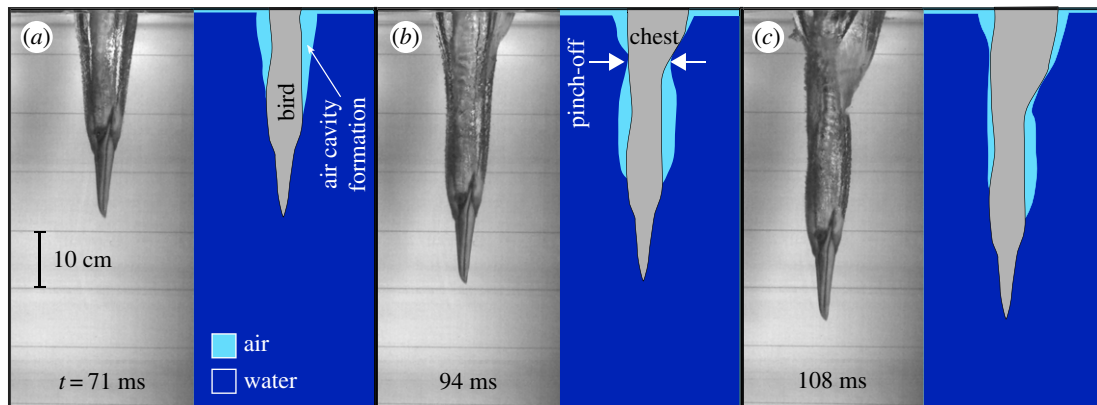 (a)
bird
air cavity
formation
10 cm
air
water
t = 71 ms
(b)
chest
pinch-off
94 ms
(c)
108 ms